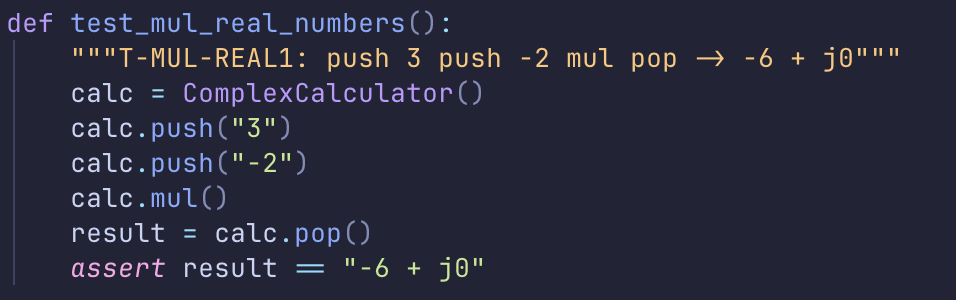 def test_mul_real_numbers():
    """T-MUL-REAL1: push 3 push -2 mul pop -> -6 + j0"""
    calc = ComplexCalculator()
    calc.push("3")
    calc.push("-2")
    calc.mul()
    result = calc.pop()
    assert result == "-6 + j0"